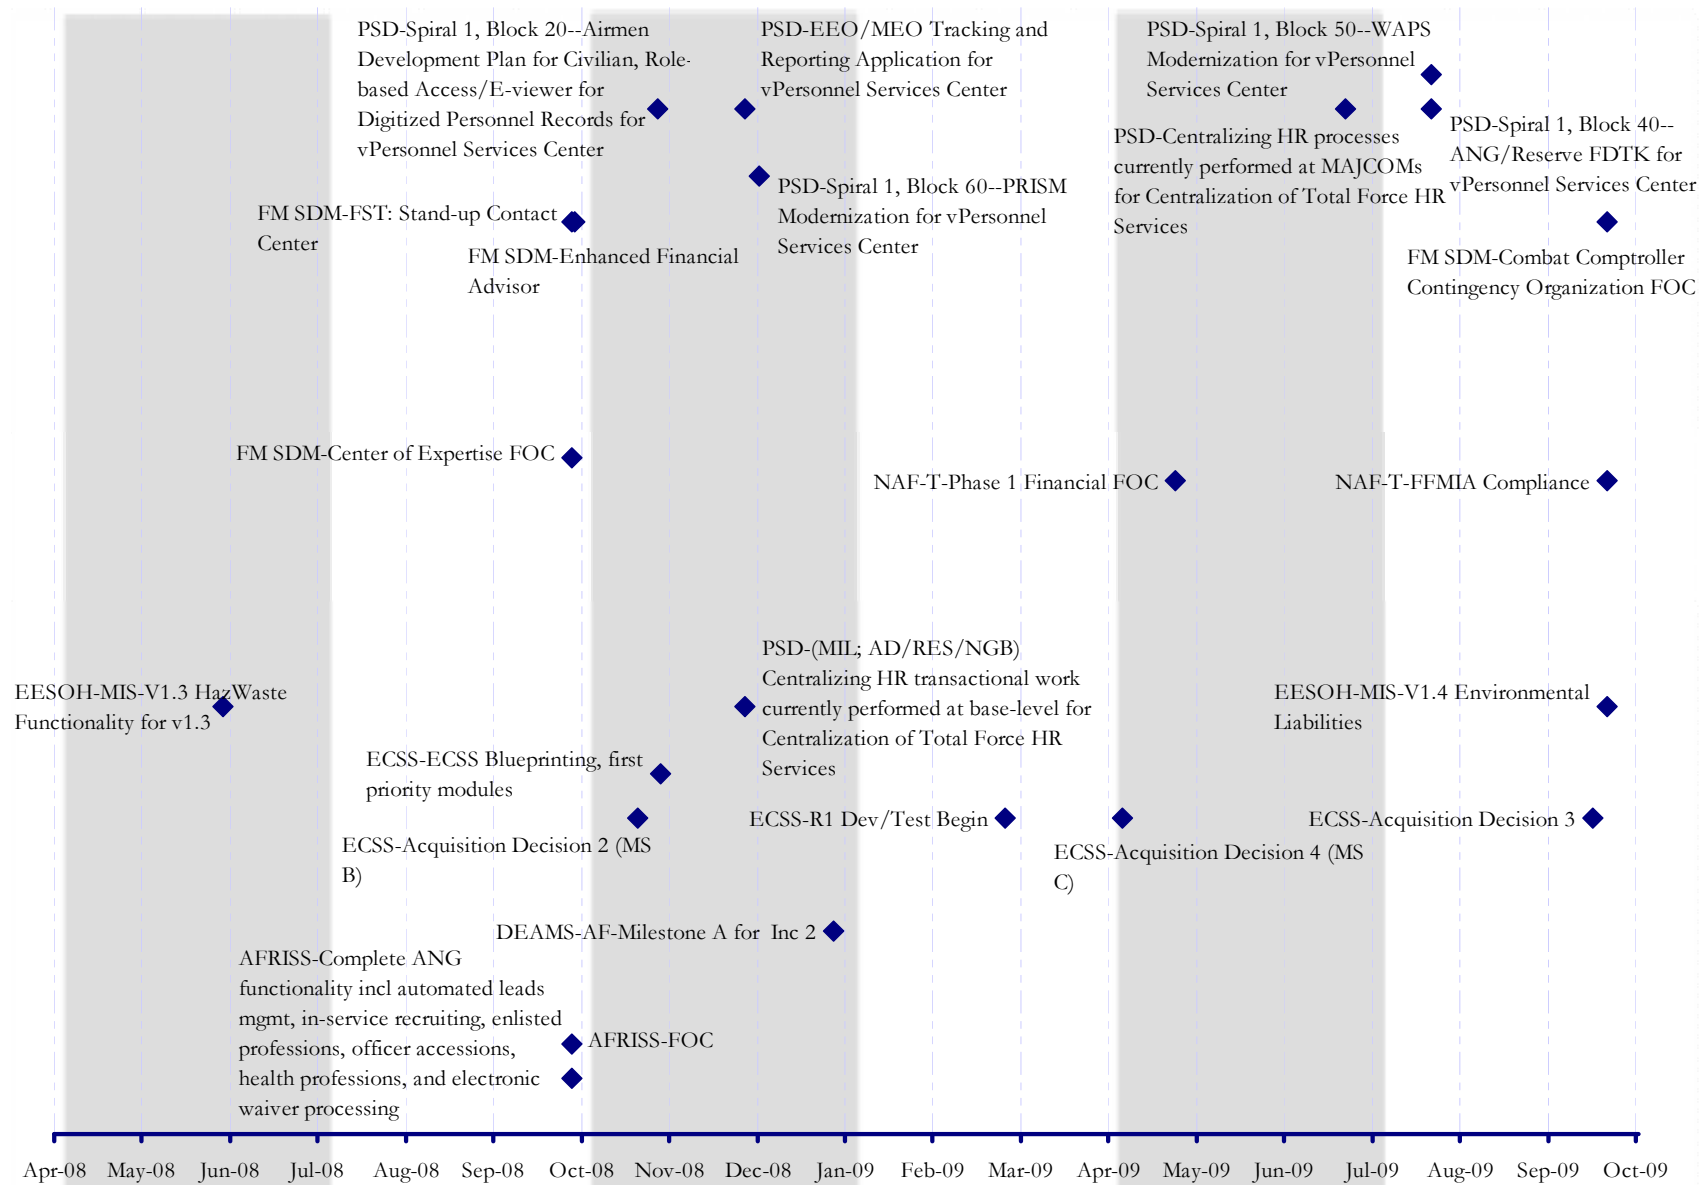 PSD-Spiral 1, Block 20--Airmen
Development Plan for Civilian, Role-
based Access/E-viewer for
Digitized Personnel Records for
vPersonnel Services Center
PSD-EEO/MEO Tracking and
Reporting Application for
vPersonnel Services Center
PSD-Spiral 1, Block 50--WAPS
Modernization for vPersonnel
Services Center
PSD-Centralizing HR processes
currently performed at MAJCOMs
for Centralization of Total Force HR
Services
PSD-Spiral 1, Block 40--
ANG/Reserve FDTK for
vPersonnel Services Center
PSD-Spiral 1, Block 60--PRISM
Modernization for vPersonnel
Services Center
FM SDM-FST: Stand-up Contact
Center
FM SDM-Enhanced Financial
Advisor
FM SDM-Combat Comptroller
Contingency Organization FOC
FM SDM-Center of Expertise FOC
NAF-T-Phase 1 Financial FOC
NAF-T-FFMIA Compliance
EESOH-MIS-V1.3 HazWaste
Functionality for v1.3
PSD-(MIL; AD/RES/NGB)
Centralizing HR transactional work
currently performed at base-level for
Centralization of Total Force HR
Services
EESOH-MIS-V1.4 Environmental
Liabilities
ECSS-ECSS Blueprinting, first
priority modules
ECSS-Acquisition Decision 2 (MS
B)
ECSS-R1 Dev/Test Begin
ECSS-Acquisition Decision 4 (MS
C)
ECSS-Acquisition Decision 3
DEAMS-AF-Milestone A for  Inc 2
AFRISS-Complete ANG
functionality incl automated leads
mgmt, in-service recruiting, enlisted
professions, officer accessions,
health professions, and electronic
waiver processing
AFRISS-FOC
Apr-08 May-08 Jun-08 Jul-08 Aug-08 Sep-08 Oct-08 Nov-08 Dec-08 Jan-09 Feb-09 Mar-09 Apr-09 May-09 Jun-09 Jul-09 Aug-09 Sep-09 Oct-09